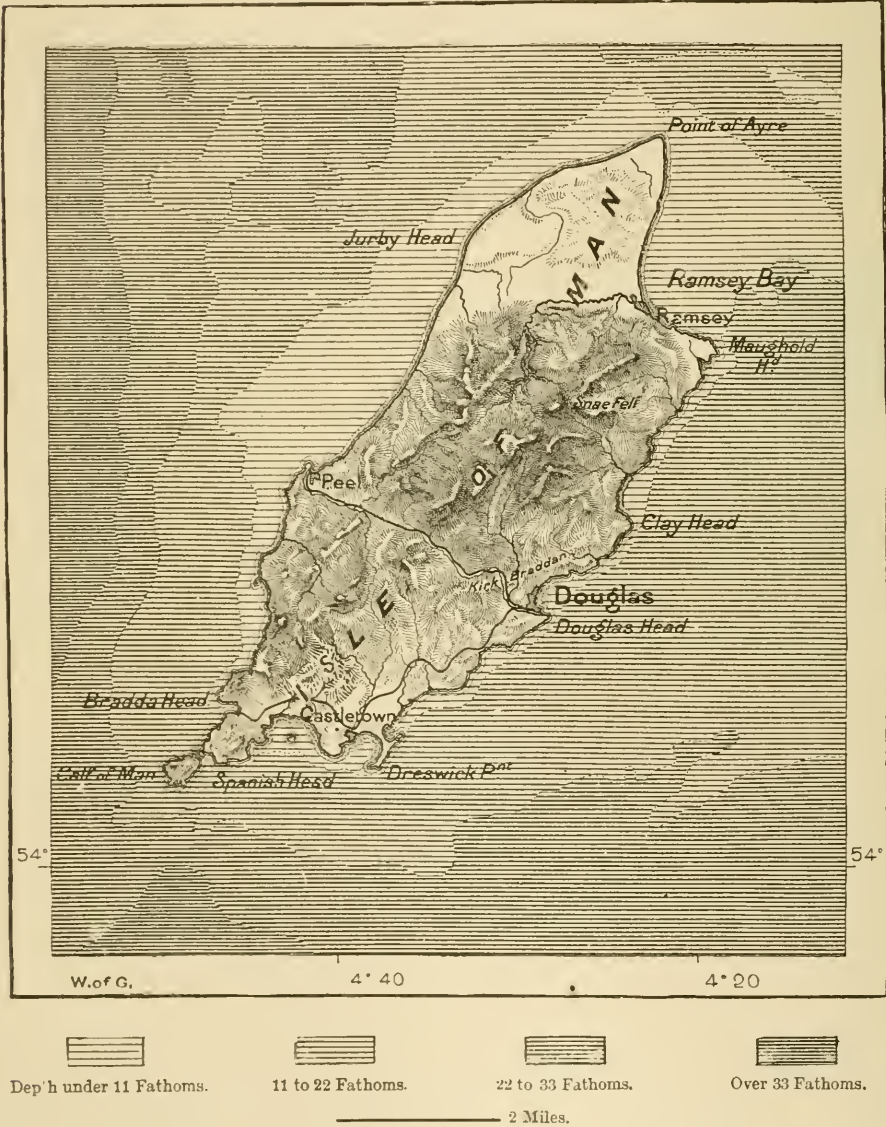 Point of Ayre
Jurby Head
Ramsey Bay
Ramsey
Maughold
Hd
Snae Fell
Peel
Clay Head
Kick Braddan
Douglas
Douglas Head
ISLE OF MAN
Bradda Head
Castletown
Calf of Man
Spanish Head
Dreswick Pnt
54°
54°
W. of G.
4° 40
4° 20
Dep'h under 11 Fathoms.
11 to 22 Fathoms.
22 to 33 Fathoms.
Over 33 Fathoms.
2 Miles.